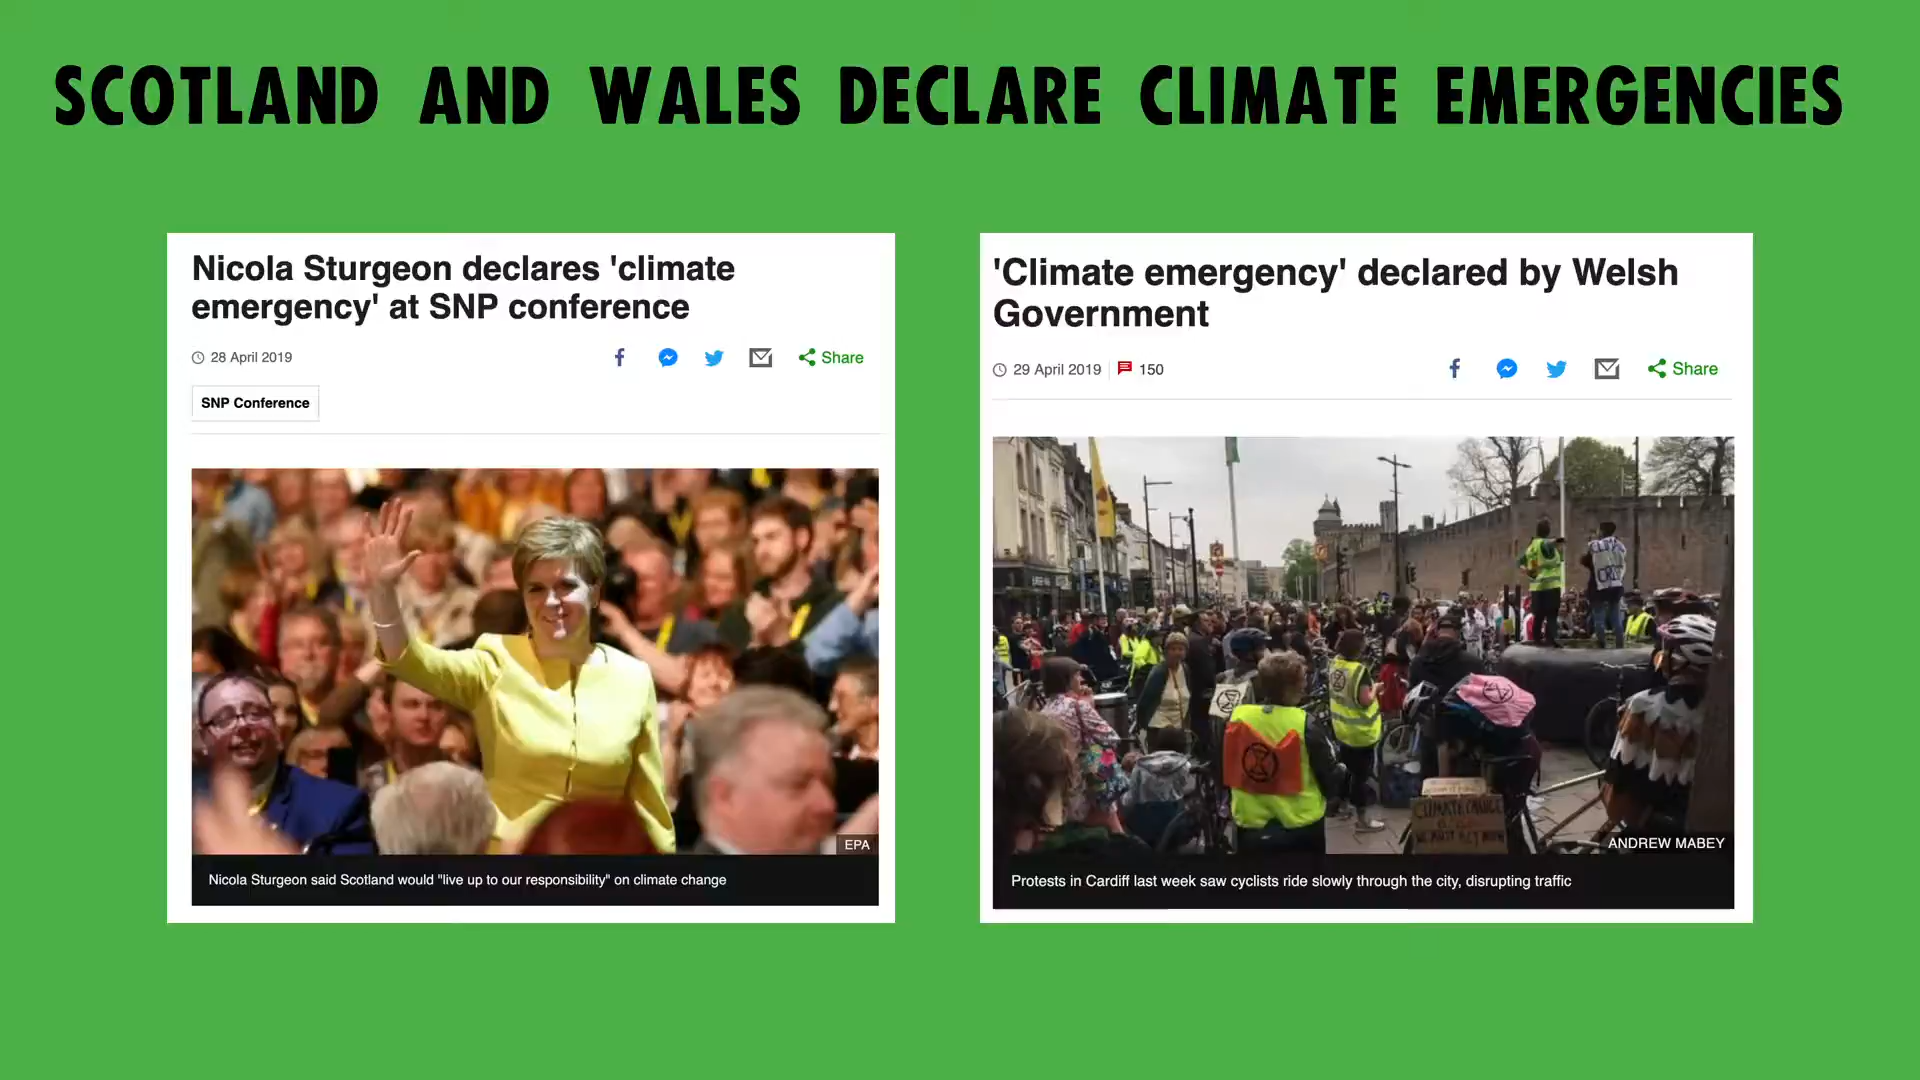 SCOTLAND AND WALES DECLARE CLIMATE EMERGENCIES
Nicola Sturgeon declares 'climate
emergency' at SNP conference
28 April 2019
Share
SNP Conference
EPA
Nicola Sturgeon said Scotland would "live up to our responsibility" on climate change
'Climate emergency' declared by Welsh
Government
29 April 2019
150
Share
CLIMATE
ANDREW MABEY
Protests in Cardiff last week saw cyclists ride slowly through the city, disrupting traffic